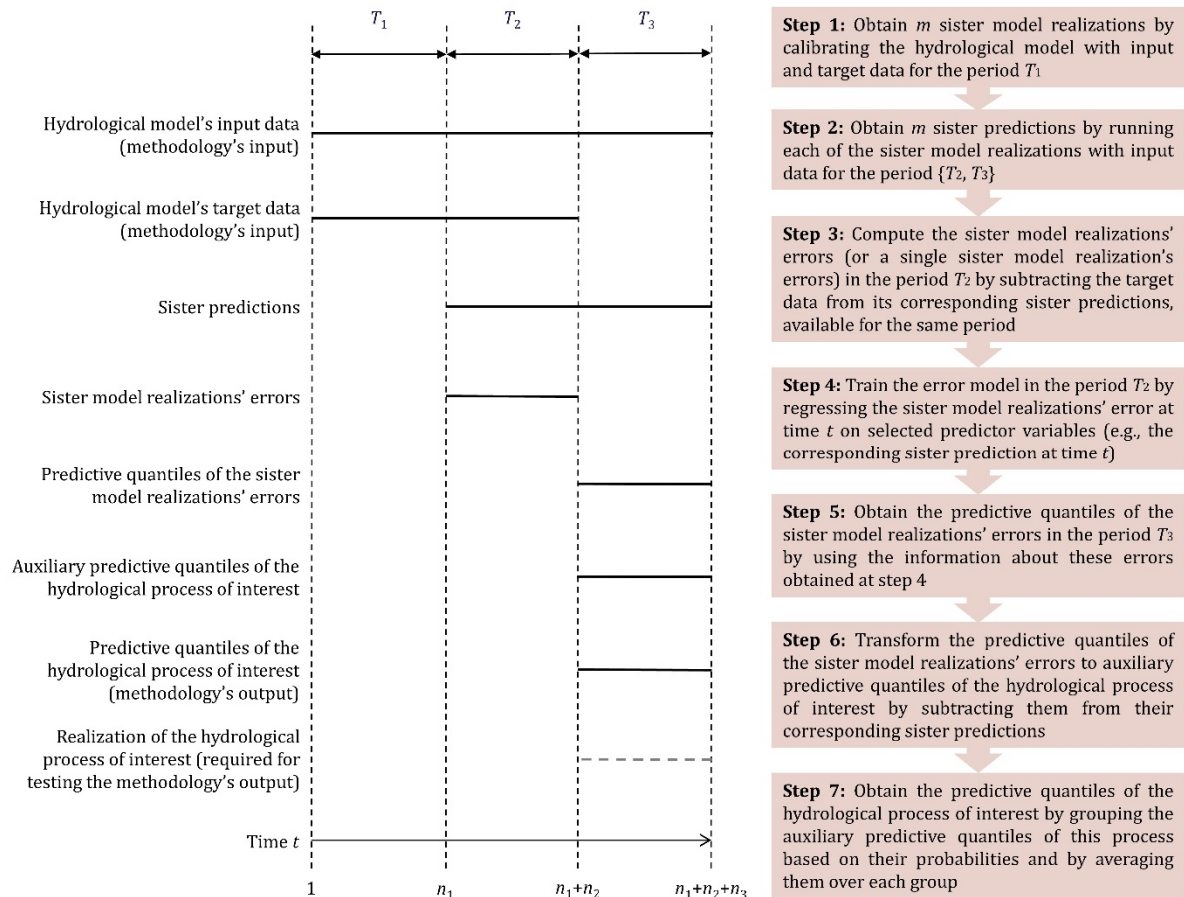 T1
T2
T3
Hydrological model’s input data
(methodology’s input)
Hydrological model’s target data
(methodology’s input)
Sister predictions
Sister model realizations’ errors
Predictive quantiles of the sister
model realizations’ errors
Auxiliary predictive quantiles of the
hydrological process of interest
Predictive quantiles of the
hydrological process of interest
(methodology’s output)
Realization of the hydrological
process of interest (required for
testing the methodology’s output)
Time t
1
n1
n1+n2
n1+n2+n3
Step 1: Obtain m sister model realizations by
calibrating the hydrological model with input
and target data for the period T1
Step 2: Obtain m sister predictions by running
each of the sister model realizations with input
data for the period {T2, T3}
Step 3: Compute the sister model realizations’
errors (or a single sister model realization’s
errors) in the period T2 by subtracting the target
data from its corresponding sister predictions,
available for the same period
Step 4: Train the error model in the period T2 by
regressing the sister model realizations’ error at
time t on selected predictor variables (e.g., the
corresponding sister prediction at time t)
Step 5: Obtain the predictive quantiles of the
sister model realizations’ errors in the period T3
by using the information about these errors
obtained at step 4
Step 6: Transform the predictive quantiles of
the sister model realizations’ errors to auxiliary
predictive quantiles of the hydrological process
of interest by subtracting them from their
corresponding sister predictions
Step 7: Obtain the predictive quantiles of the
hydrological process of interest by grouping the
auxiliary predictive quantiles of this process
based on their probabilities and by averaging
them over each group